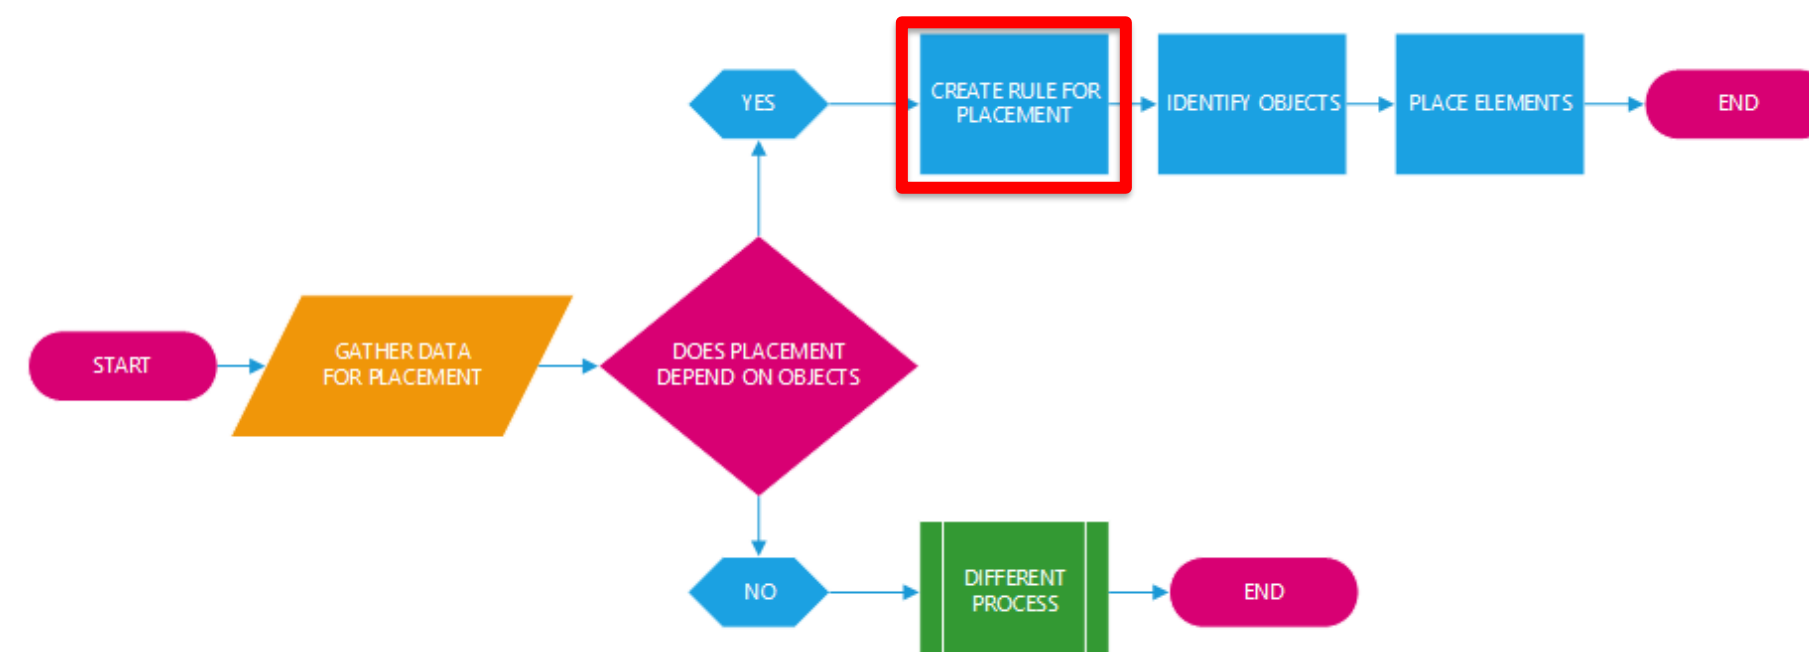 YES
CREATE RULE FOR
PLACEMENT
IDENTIFY OBJECTS
PLACE ELEMENTS
END
START
GATHER DATA
FOR PLACEMENT
DOES PLACEMENT
DEPEND ON OBJECTS
NO
DIFFERENT
PROCESS
END